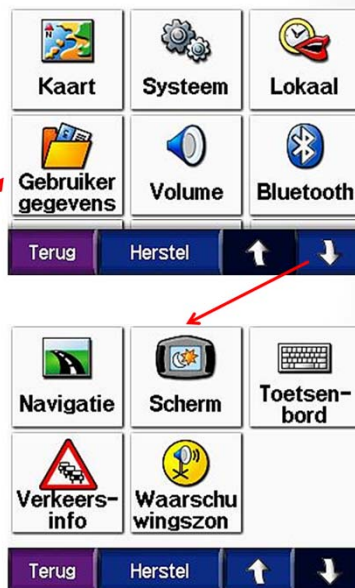 Kaart
Systeem
Lokaal
Gebruiker
gegevens
Volume
Bluetooth
Terug
Herstel
Navigatie
Scherm
Toetsen-
bord
Verkeers-
info
Waarschu
wingszon
Terug
Herstel